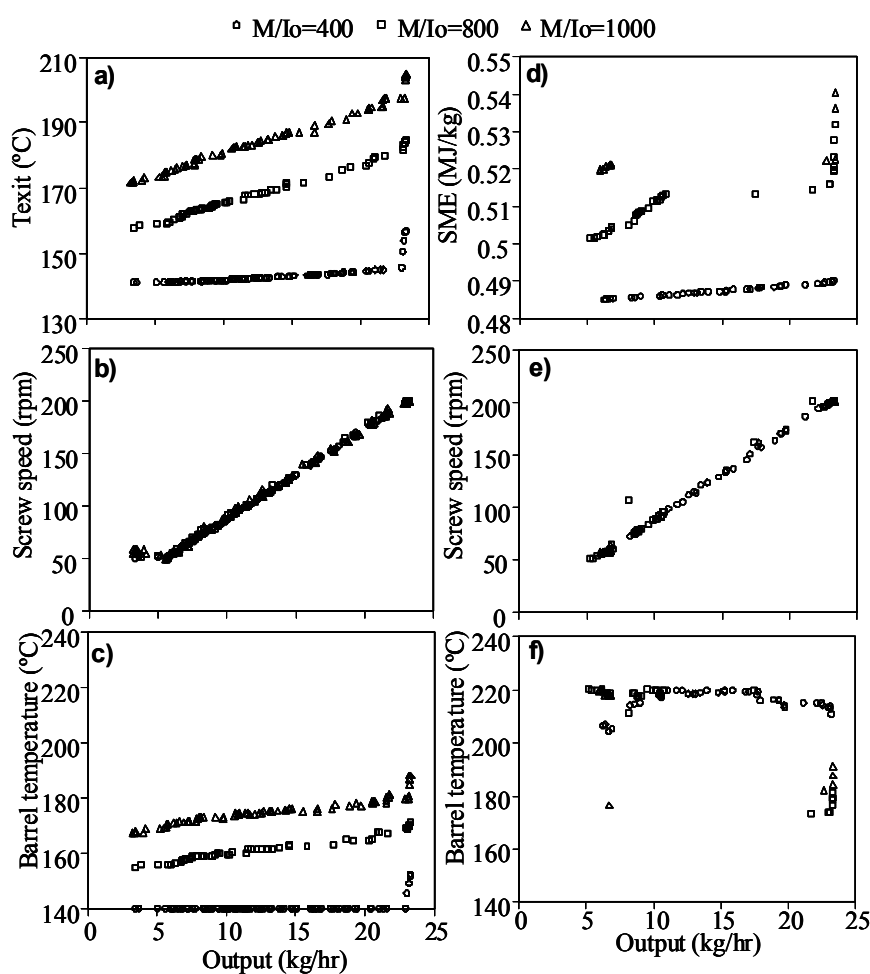 M/Io=400 M/Io=800 M/Io=1000
a)
Texit (ºC)
210
190
170
150
130
d)
SME (MJ/kg)
0.55
0.54
0.53
0.52
0.51
0.5
0.49
0.48
b)
Screw speed (rpm)
250
200
150
100
50
0
e)
Screw speed (rpm)
250
200
150
100
50
0
c)
Barrel temperature (ºC)
240
220
200
180
160
140
0 5 10 15 20 25
Output (kg/hr)
f)
Barrel temperature (ºC)
240
220
200
180
160
140
0 5 10 15 20 25
Output (kg/hr)